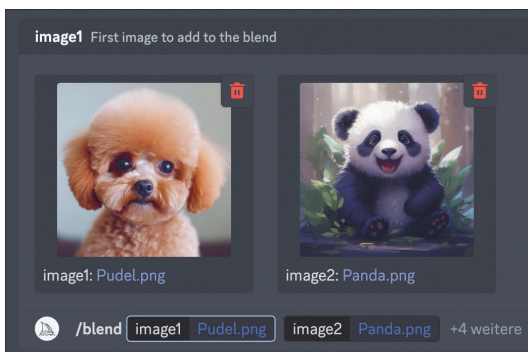 image1 First image to add to the blend
image1: Pudel.png
image2: Panda.png
/blend image1 Pudel.png image2 Panda.png +4 weitere